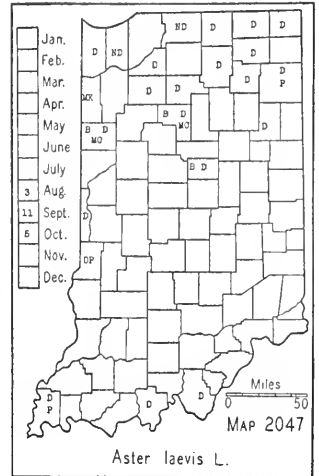 Jan.
Feb.
Mar.
Apr.
May
June
July
3 Aug.
11 Sept.
5 Oct.
Nov.
Dec.
ND D D D
D ND D D
D D D D P
D D
MK
B D MC
B D MC D
B D
D
DP
D P
D
D
Miles
0 50
MAP 2047
Aster laevis L.